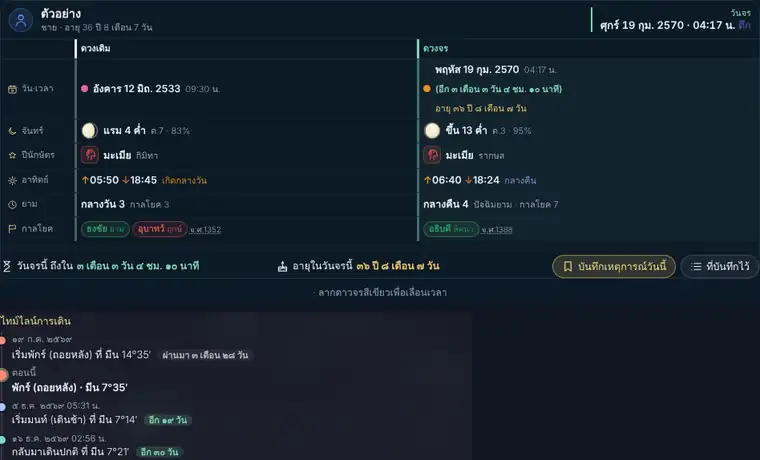 ตัวอย่าง
ชาย · อายุ 36 ปี 8 เดือน 7 วัน
วันจร
ศุกร์ 19 กุม. 2570 · 04:17 น. ดึก
ดวงเดิม
ดวงจร
วัน·เวลา
อังคาร 12 มิถ. 2533 09:30 น.
พฤหัส 19 กุม. 2570 04:17 น.
(อีก ๓ เดือน ๓ วัน ๔ ชม. ๑๐ นาที)
อายุ ๓๖ ปี ๘ เดือน ๗ วัน
จันทร์
แรม 4 ค่ำ ด.7 · 83%
ขึ้น 13 ค่ำ ด.3 · 95%
ปีนักษัตร
มะเมีย กิมิทา
มะเมีย รากษส
อาทิตย์
↑05:50 ↓18:45 เกิดกลางวัน
↑06:40 ↓18:24 กลางคืน
ยาม
กลางวัน 3 กาลโยค 3
กลางคืน 4 ปัจฉิมยาม · กาลโยค 7
กาลโยค
ธงชัย ยาม อุบาทว์ ฤกษ์ จ.ศ.1352
อธิบดี จ.ศ.1388
วันจรนี้ ถึงใน ๓ เดือน ๓ วัน ๔ ชม. ๑๐ นาที
อายุในวันจรนี้ ๓๖ ปี ๘ เดือน ๗ วัน
บันทึกเหตุการณ์วันนี้
ที่บันทึกไว้
· ลากดาวจรสีเขียวเพื่อเลื่อนเวลา
ไทม์ไลน์การเดิน
๑๙ ก.ค. ๒๕๖๙
เริ่มพักร์ (ถอยหลัง) ที่ มีน 14°35′ ผ่านมา ๓ เดือน ๒๘ วัน
ตอนนี้
พักร์ (ถอยหลัง) · มีน 7°35′
๕ ธ.ค. ๒๕๖๙ 05:31 น.
เริ่มมนท์ (เดินช้า) ที่ มีน 7°14′ อีก ๑๙ วัน
๑๖ ธ.ค. ๒๕๖๙ 02:56 น.
กลับมาเดินปกติ ที่ มีน 7°21′ อีก ๓๐ วัน